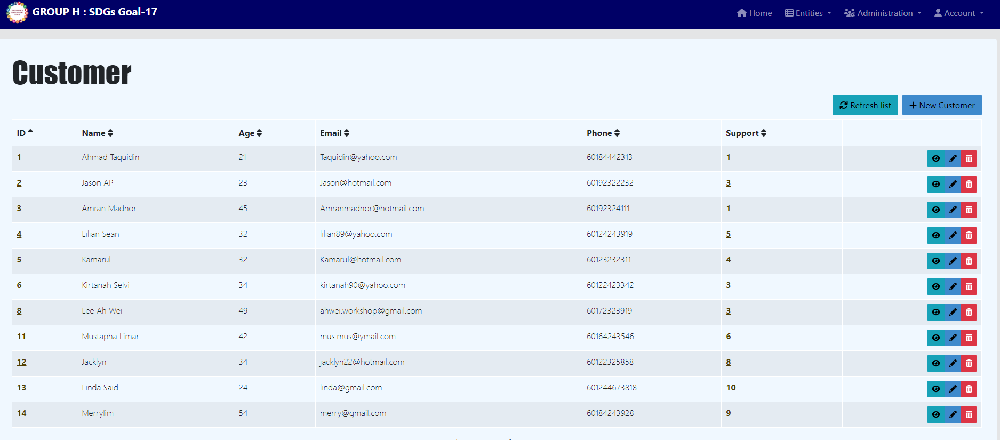 GROUP H : SDGs Goal-17 Home Entities Administration Account
Customer
Refresh list New Customer
ID Name Age Email Phone Support
1 Ahmad Taquidin 21 Taquidin@yahoo.com 60184442313 1
2 Jason AP 23 Jason@hotmail.com 60192322232 3
3 Amran Madnor 45 Amranmadnor@hotmail.com 60192324111 1
4 Lilian Sean 32 lilian89@yahoo.com 60124243919 5
5 Kamarul 32 Kamarul@hotmail.com 60123232311 4
6 Kirtanah Selvi 34 kirtanah90@yahoo.com 60122423342 3
8 Lee Ah Wei 49 ahwei.workshop@gmail.com 60172323919 3
11 Mustapha Limar 42 mus.mus@ymail.com 60164243546 6
12 Jacklyn 34 jacklyn22@hotmail.com 60122325858 8
13 Linda Said 24 linda@gmail.com 601244673818 10
14 Merrylim 54 merry@gmail.com 60184243928 9